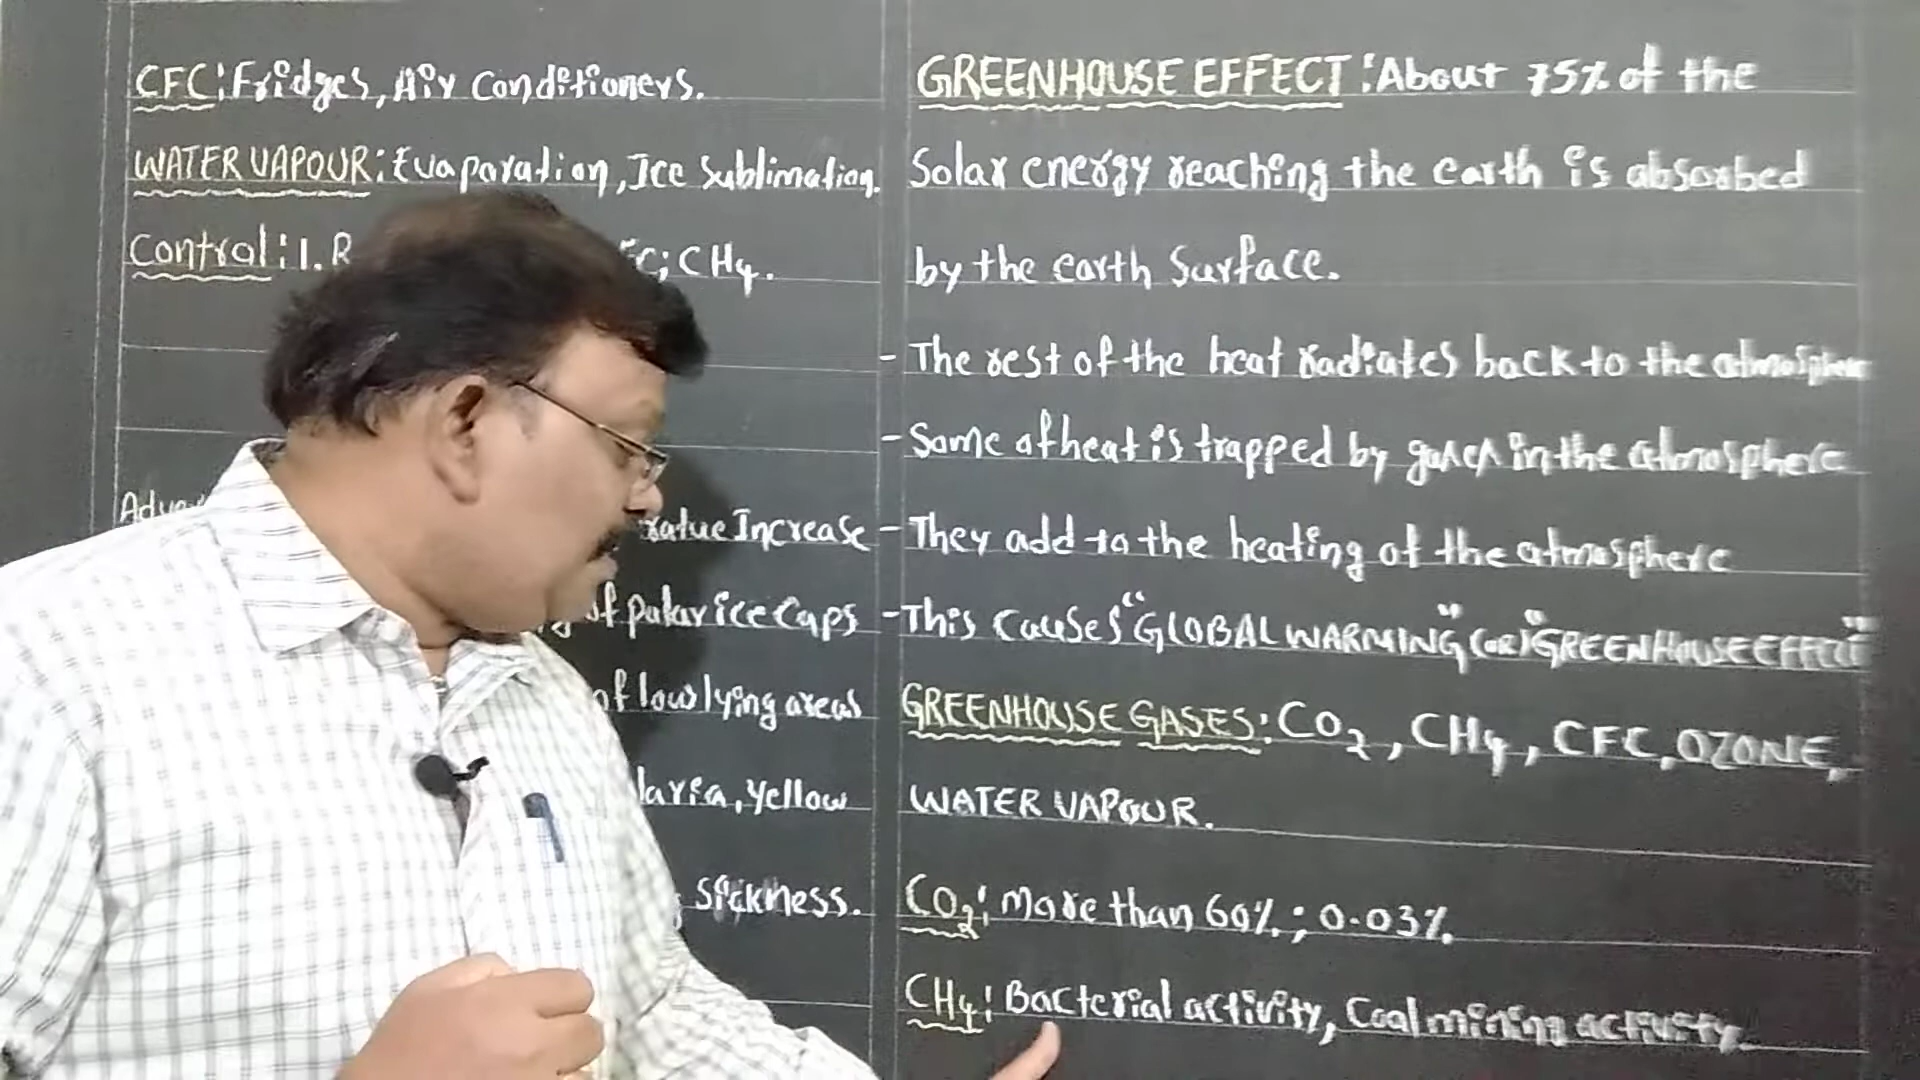 CFC: Fridges, Air Conditioners.
WATER VAPOUR: Evaparation, Ice Sublimation.
Control: 1. R
C; CH4.
ratue Increase
of polar ice Caps
of low lying areas
laria, Yellow
Sickness.
GREENHOUSE EFFECT: About 75% of the
Solar energy reaching the earth is absorbed
by the earth Surface.
- The rest of the heat radiates back to the atmosphere
- Some of heat is trapped by gases in the atmosphere
- They add to the heating of the atmosphere
- This causes "GLOBAL WARMING" (OR) "GREENHOUSE EFFECT"
GREENHOUSE GASES: CO2, CH4, CFC, OZONE,
WATER VAPOUR.
CO2: More than 60%; 0.03%.
CH4: Bacterial activity, Coal mining activity.